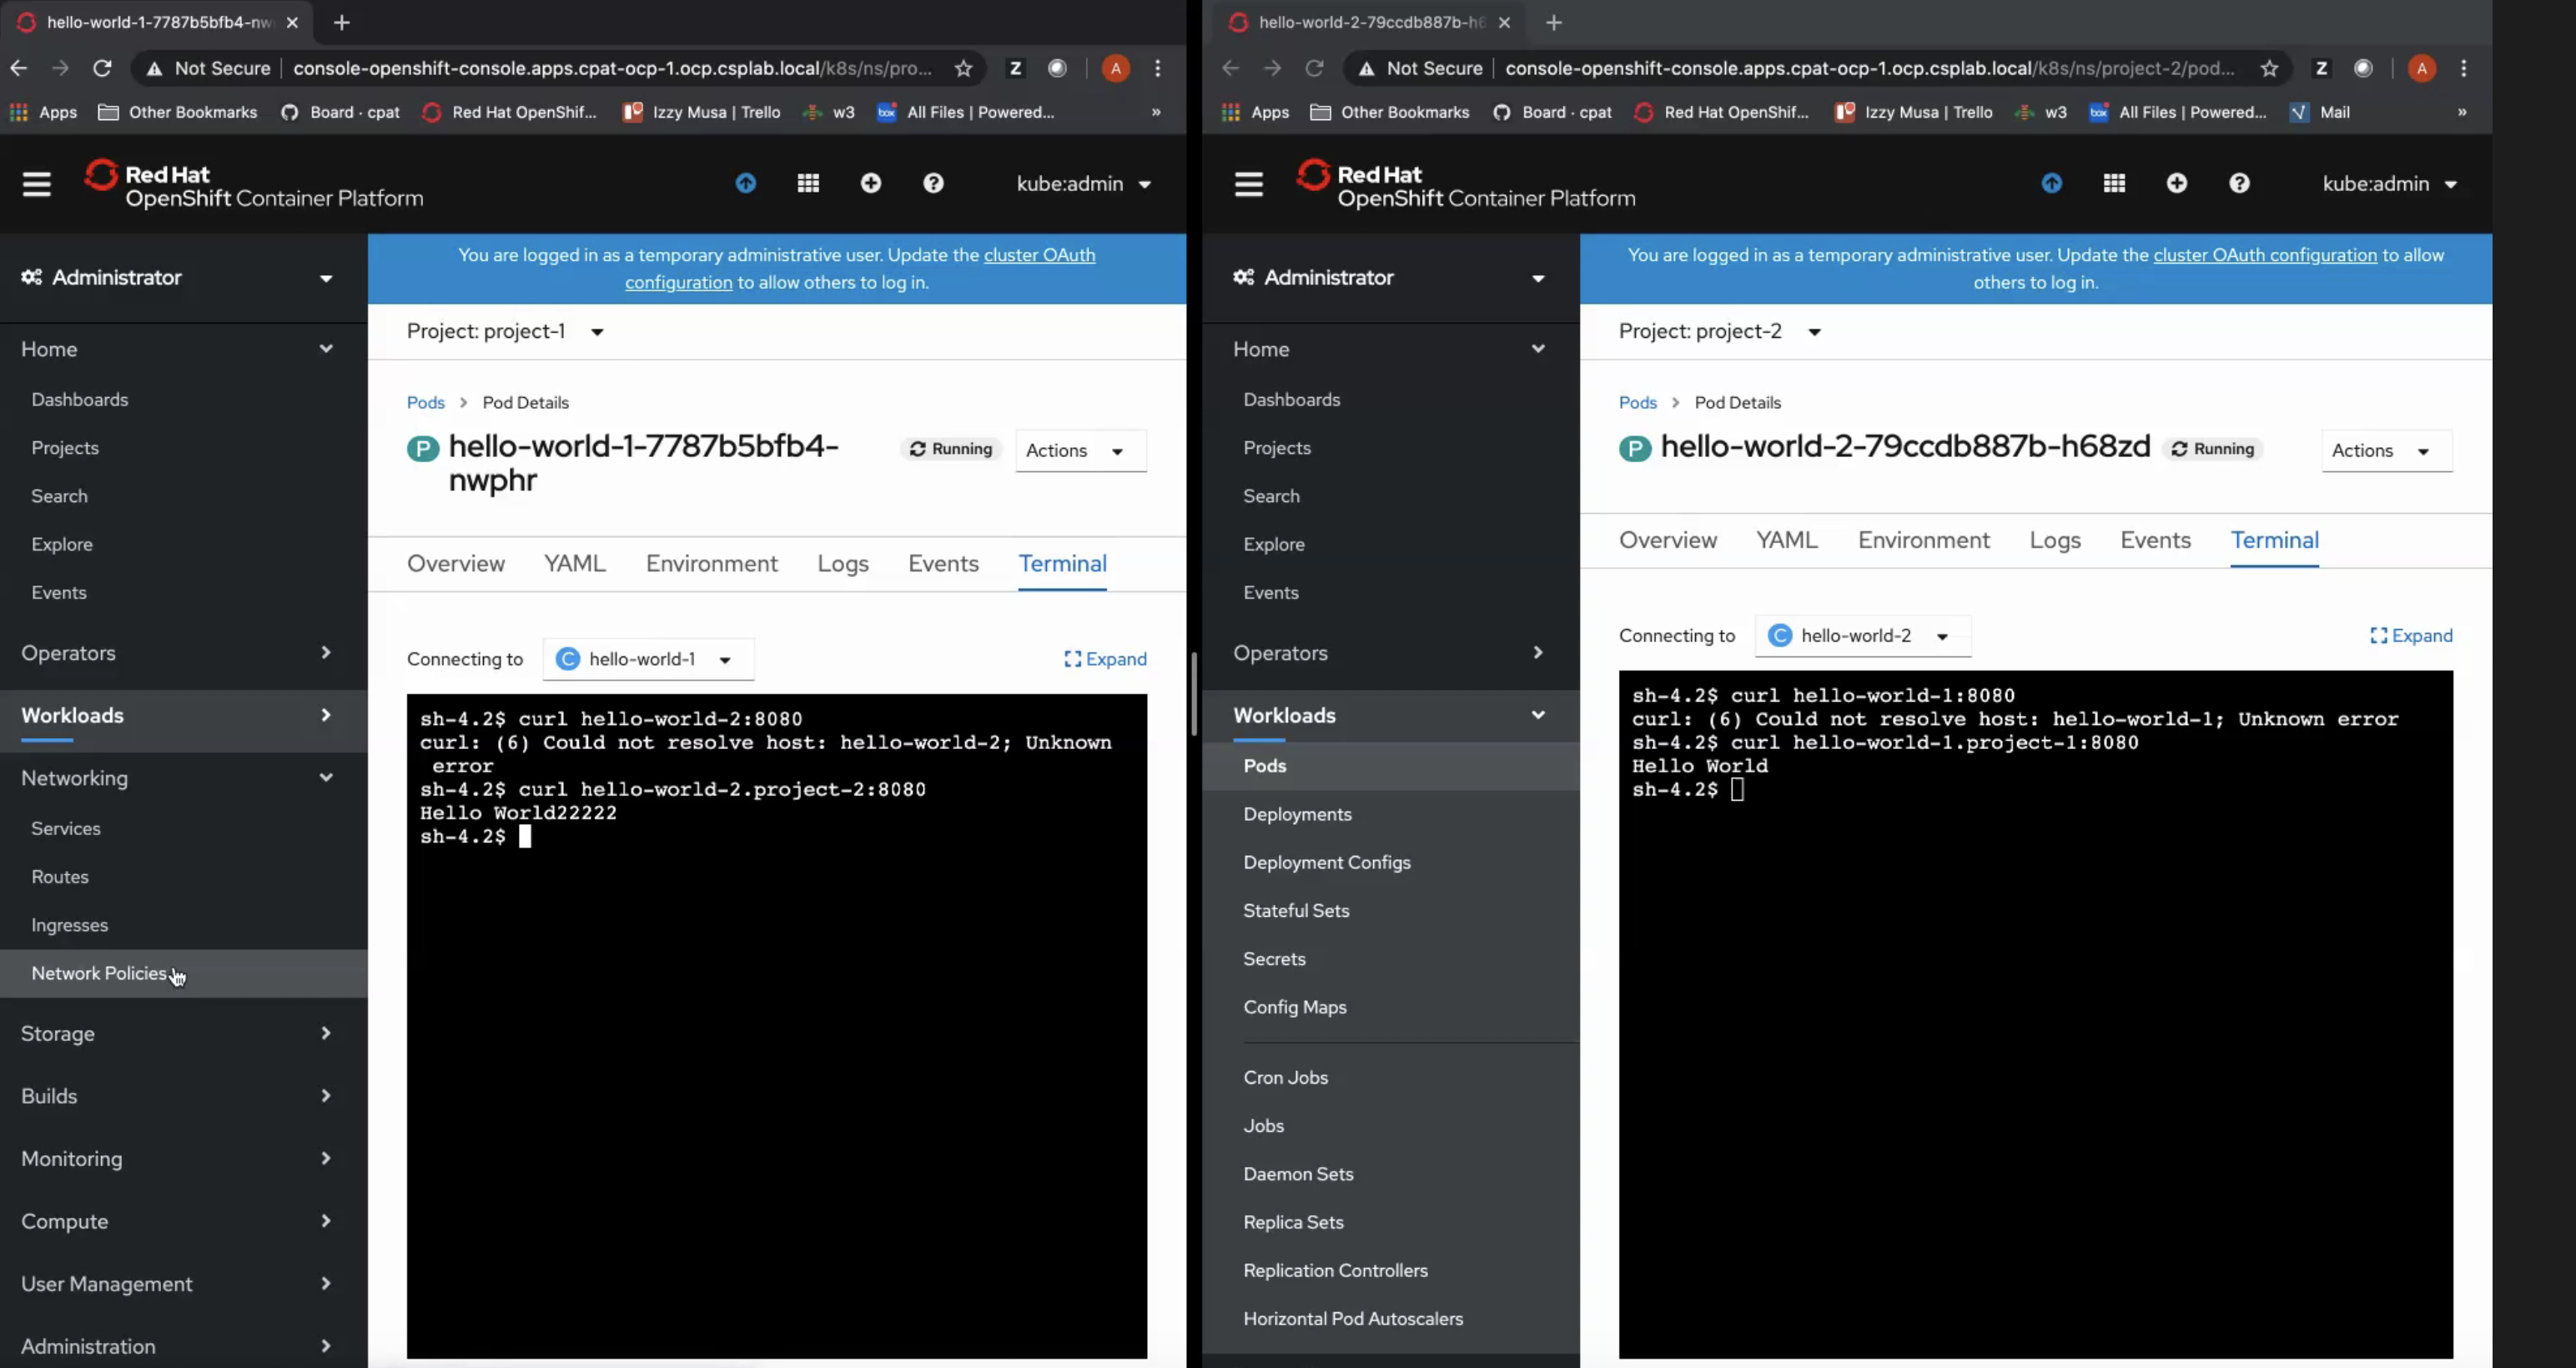 hello-world-1-7787b5bfb4-nw
Not Secure
console-openshift-console.apps.cpat-ocp-1.ocp.csplab.local/k8s/ns/pro...
Z
A
Apps
Other Bookmarks
Board · cpat
Red Hat OpenShif...
Izzy Musa | Trello
w3
box
All Files | Powered...
»
Red Hat
OpenShift Container Platform
kube:admin
Administrator
Home
Dashboards
Projects
Search
Explore
Events
Operators
Workloads
Networking
Services
Routes
Ingresses
Network Policies
Storage
Builds
Monitoring
Compute
User Management
Administration
You are logged in as a temporary administrative user. Update the cluster OAuth
configuration to allow others to log in.
Project: project-1
Pods > Pod Details
P hello-world-1-7787b5bfb4-
nwphr
Running
Actions
Overview YAML Environment Logs Events Terminal
Connecting to C hello-world-1
Expand
sh-4.2$ curl hello-world-2:8080
curl: (6) Could not resolve host: hello-world-2; Unknown
error
sh-4.2$ curl hello-world-2.project-2:8080
Hello World22222
sh-4.2$
hello-world-2-79ccdb887b-h6
Not Secure
console-openshift-console.apps.cpat-ocp-1.ocp.csplab.local/k8s/ns/project-2/pod...
Z
A
Apps
Other Bookmarks
Board · cpat
Red Hat OpenShif...
Izzy Musa | Trello
w3
box
All Files | Powered...
Mail
»
Red Hat
OpenShift Container Platform
kube:admin
Administrator
Home
Dashboards
Projects
Search
Explore
Events
Operators
Workloads
Pods
Deployments
Deployment Configs
Stateful Sets
Secrets
Config Maps
Cron Jobs
Jobs
Daemon Sets
Replica Sets
Replication Controllers
Horizontal Pod Autoscalers
You are logged in as a temporary administrative user. Update the cluster OAuth configuration to allow
others to log in.
Project: project-2
Pods > Pod Details
P hello-world-2-79ccdb887b-h68zd
Running
Actions
Overview YAML Environment Logs Events Terminal
Connecting to C hello-world-2
Expand
sh-4.2$ curl hello-world-1:8080
curl: (6) Could not resolve host: hello-world-1; Unknown error
sh-4.2$ curl hello-world-1.project-1:8080
Hello World
sh-4.2$